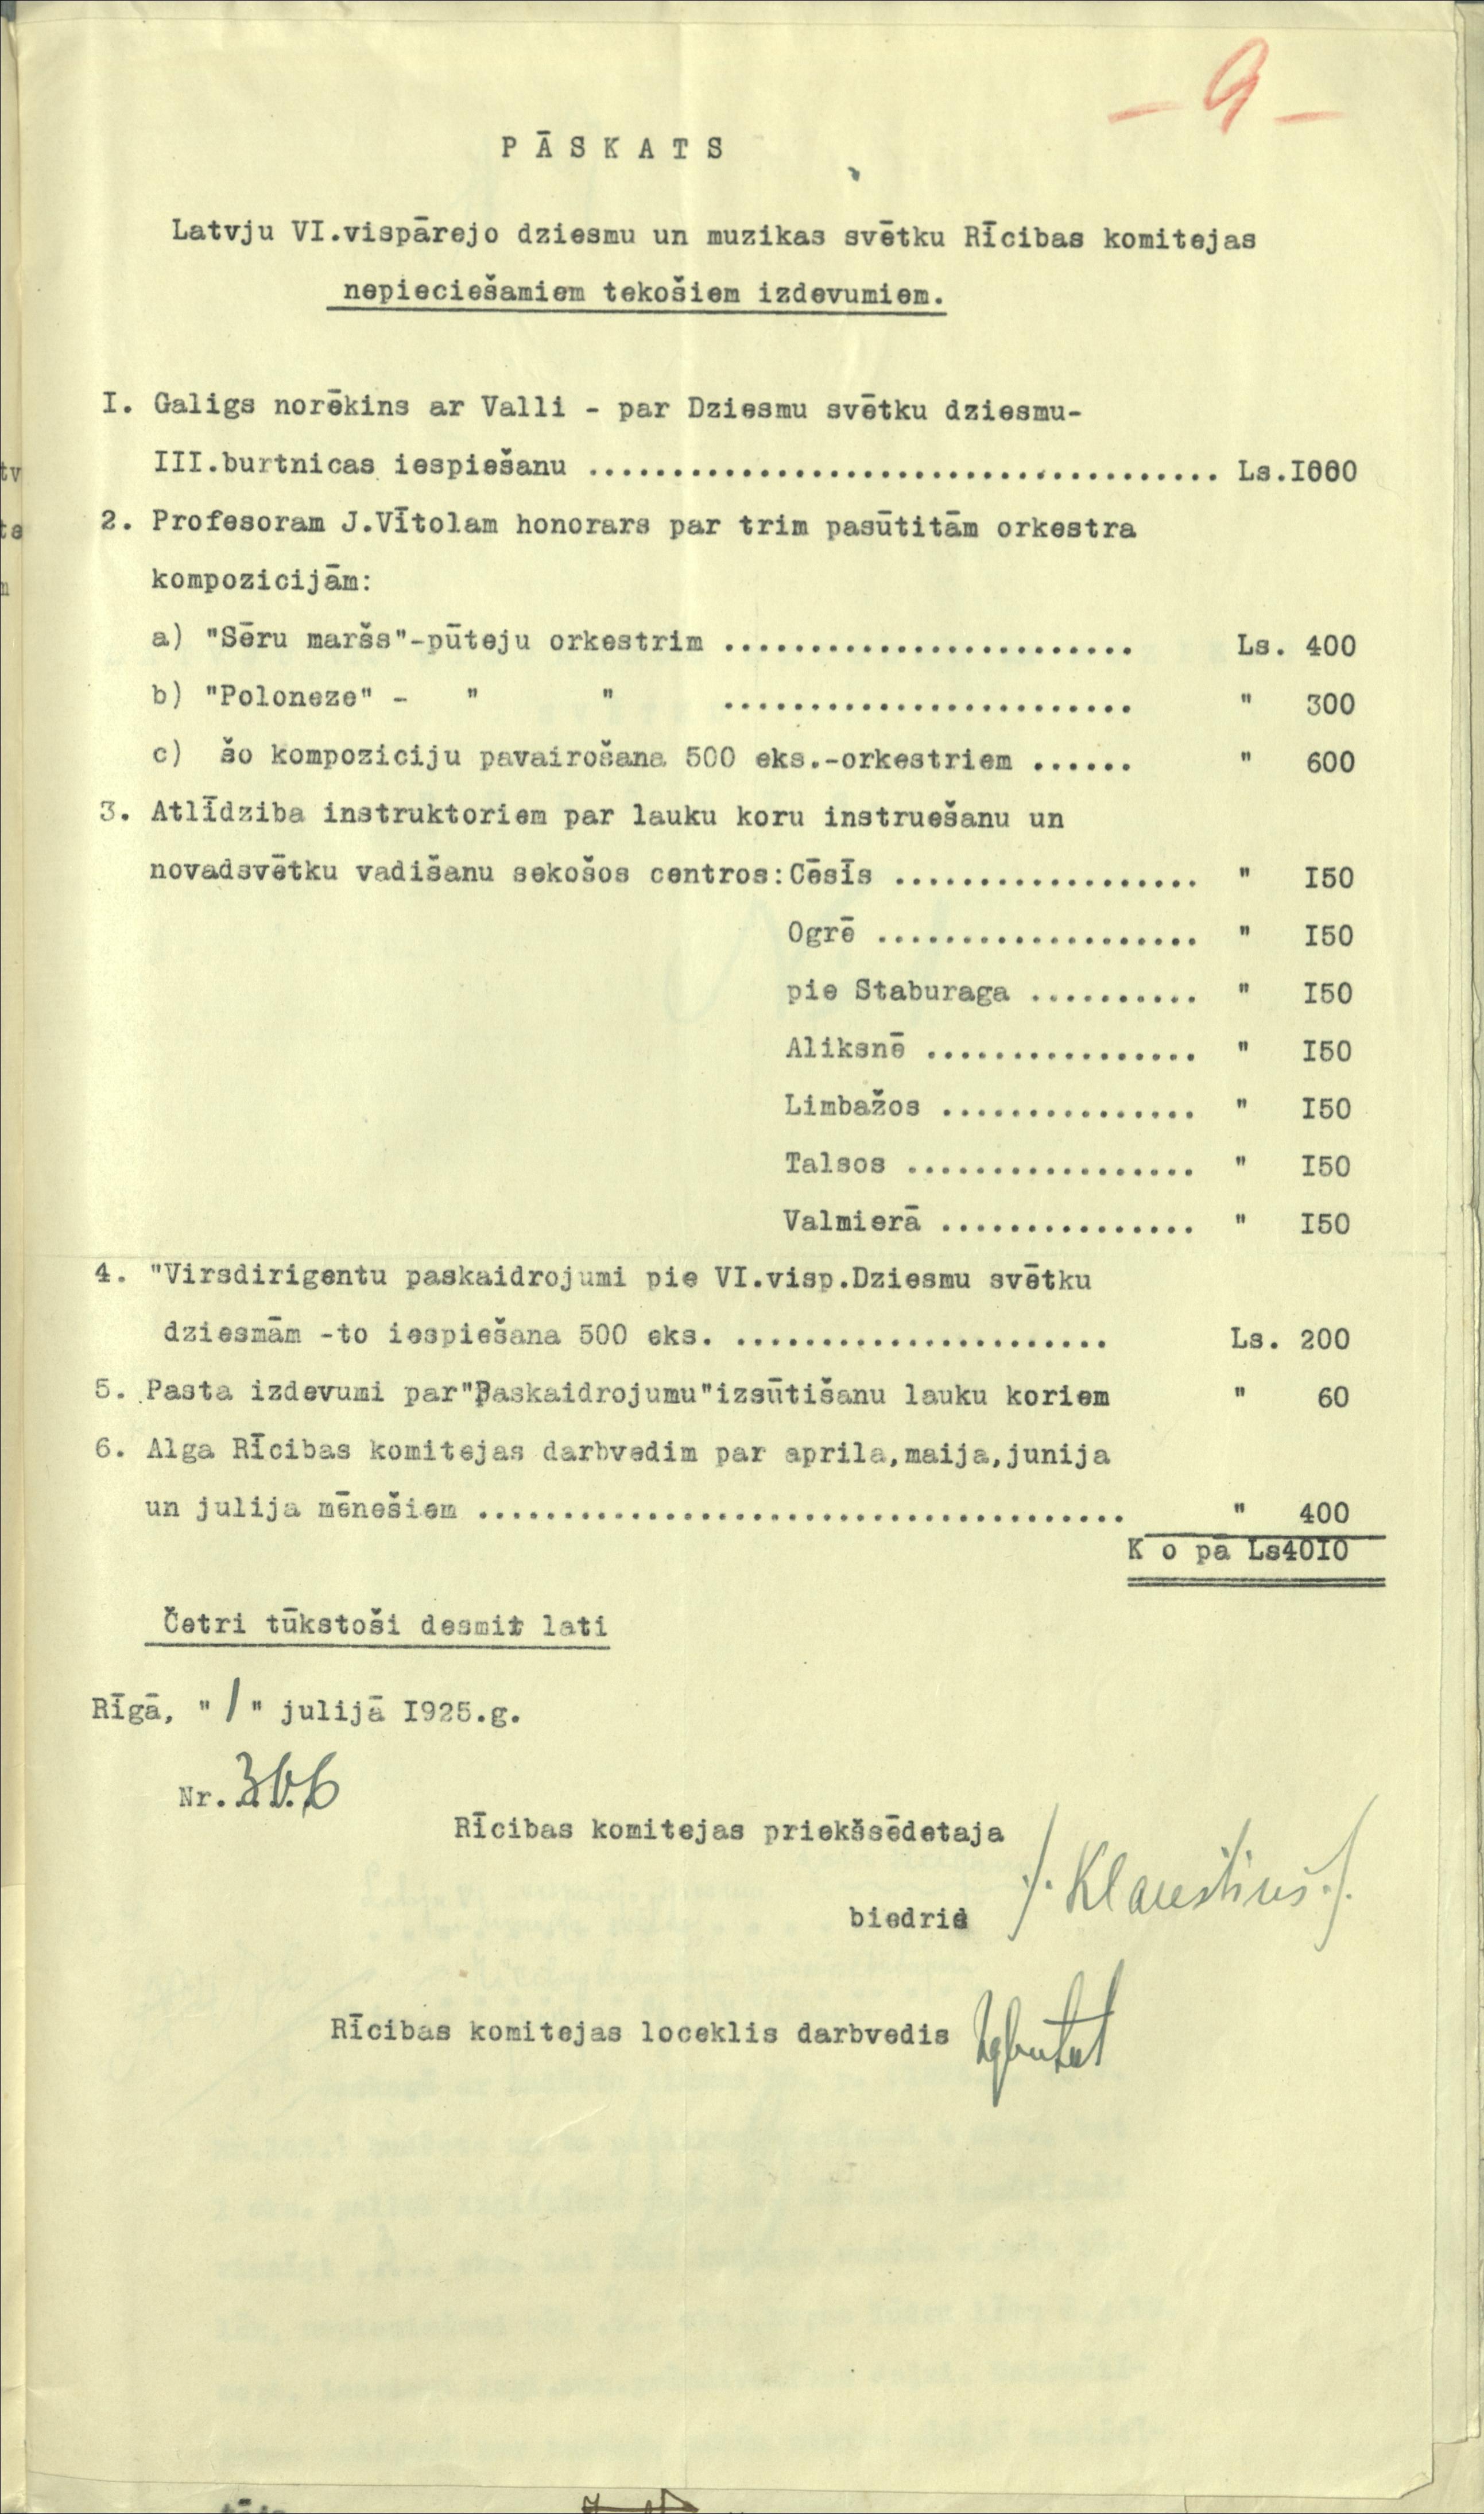 - 9 -
PĀSKATS
Latvju VI.vispārejo dziesmu un muzikas svētku Rīcibas komitejas
nepieciešamiem tekošiem izdevumiem.
I. Galigs norēkins ar Valli - par Dziesmu svētku dziesmu-
III.burtnicas iespiešanu ..................................... Ls.I000
2. Profesoram J.Vītolam honorars par trim pasūtitām orkestra
kompozicijām:
a) "Sēru maršs"-pūteju orkestrim ........................ Ls. 400
b) "Poloneze" - " " ........................ " 300
c) šo kompoziciju pavairošana 500 eks.-orkestriem ...... " 600
3. Atlīdziba instruktoriem par lauku koru instruešanu un
novadsvētku vadišanu sekošos centros:Cēsīs .................. " I50
Ogrē ................... " I50
pie Staburaga .......... " I50
Aliksnē ................ " I50
Limbažos ............... " I50
Talsos ................. " I50
Valmierā ............... " I50
4. "Virsdirigentu paskaidrojumi pie VI.visp.Dziesmu svētku
dziesmām -to iespiešana 500 eks. ...................... Ls. 200
5. Pasta izdevumi par"Paskaidrojumu"izsūtišanu lauku koriem " 60
6. Alga Rīcibas komitejas darbvedim par aprila,maija,junija
un julija mēnešiem ...................................... " 400
K o pā Ls4OIO
Četri tūkstoši desmit lati
Rīgā, " 1 " julijā I925.g.
Nr. 366
Rīcibas komitejas priekšsēdetaja
biedris /. Klaustiņš ./.
Rīcibas komitejas loceklis darbvedis